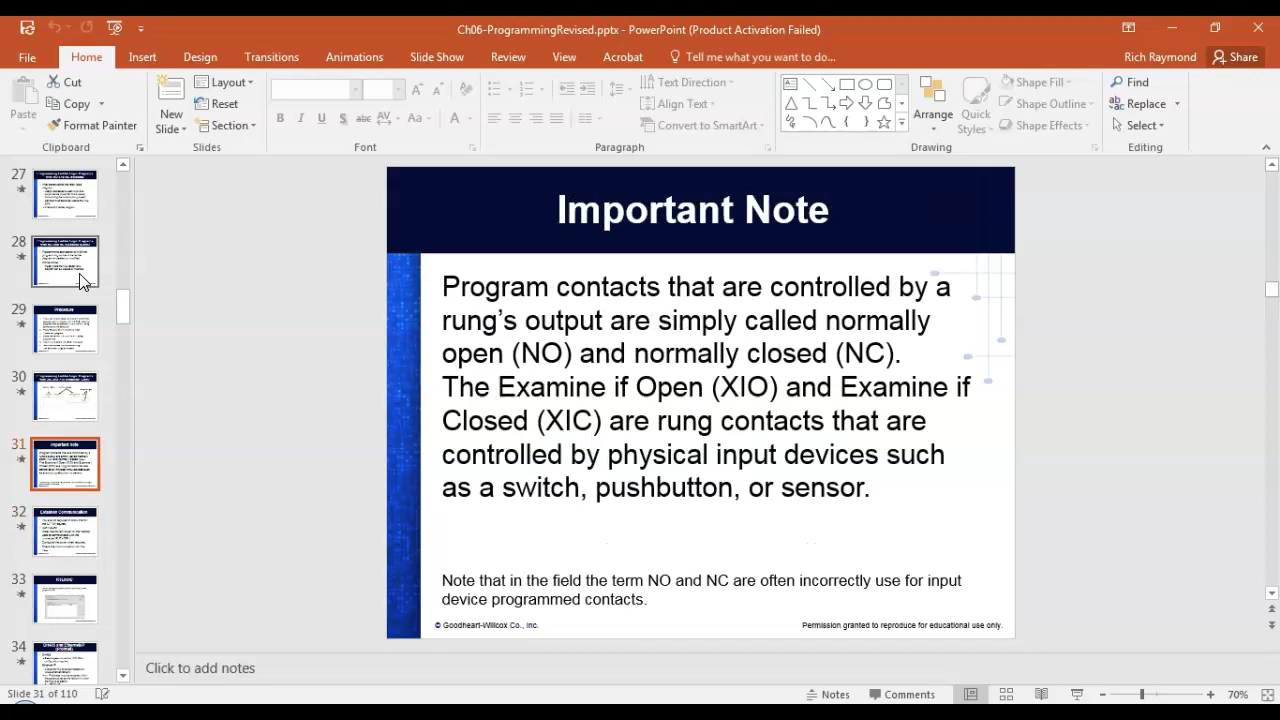 Ch06-ProgrammingRevised.pptx - PowerPoint (Product Activation Failed)
File Home Insert Design Transitions Animations Slide Show Review View Acrobat Tell me what you want to do... Rich Raymond Share
Paste
Cut
Copy
Format Painter
Clipboard
New Slide
Layout
Reset
Section
Slides
Font
Text Direction
Align Text
Convert to SmartArt
Paragraph
Arrange
Quick Styles
Shape Fill
Shape Outline
Shape Effects
Drawing
Find
Replace
Select
Editing
27
28
29
Procedure
30
31
Important Note
32
Establish Communication
33
34
Important Note
Program contacts that are controlled by a
rung's output are simply called normally
open (NO) and normally closed (NC).
The Examine if Open (XIO) and Examine if
Closed (XIC) are rung contacts that are
controlled by physical input devices such
as a switch, pushbutton, or sensor.
Note that in the field the term NO and NC are often incorrectly use for input
device programmed contacts.
© Goodheart-Willcox Co., Inc. Permission granted to reproduce for educational use only.
Click to add notes
Slide 31 of 110 Notes Comments 70%